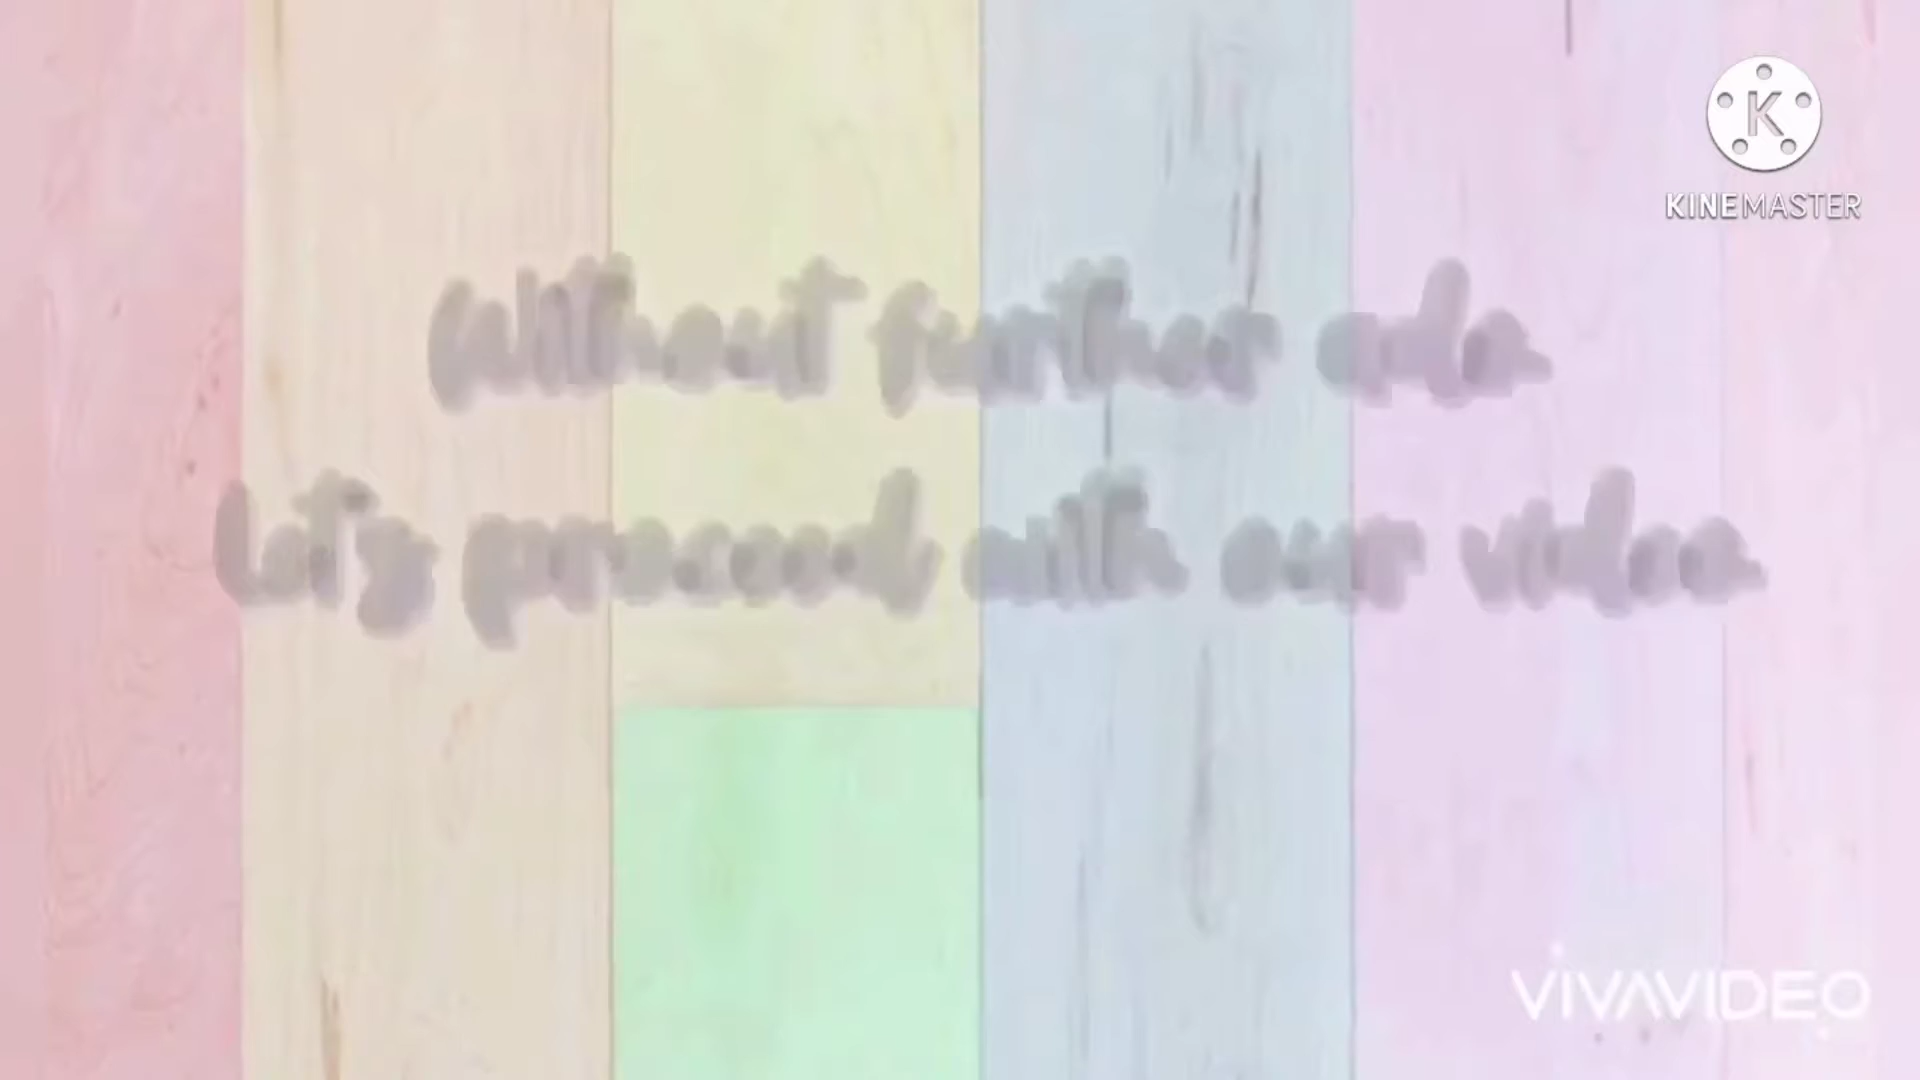 K
KINEMASTER
Without further ado
Let's proceed with our video
VIVAVIDEO